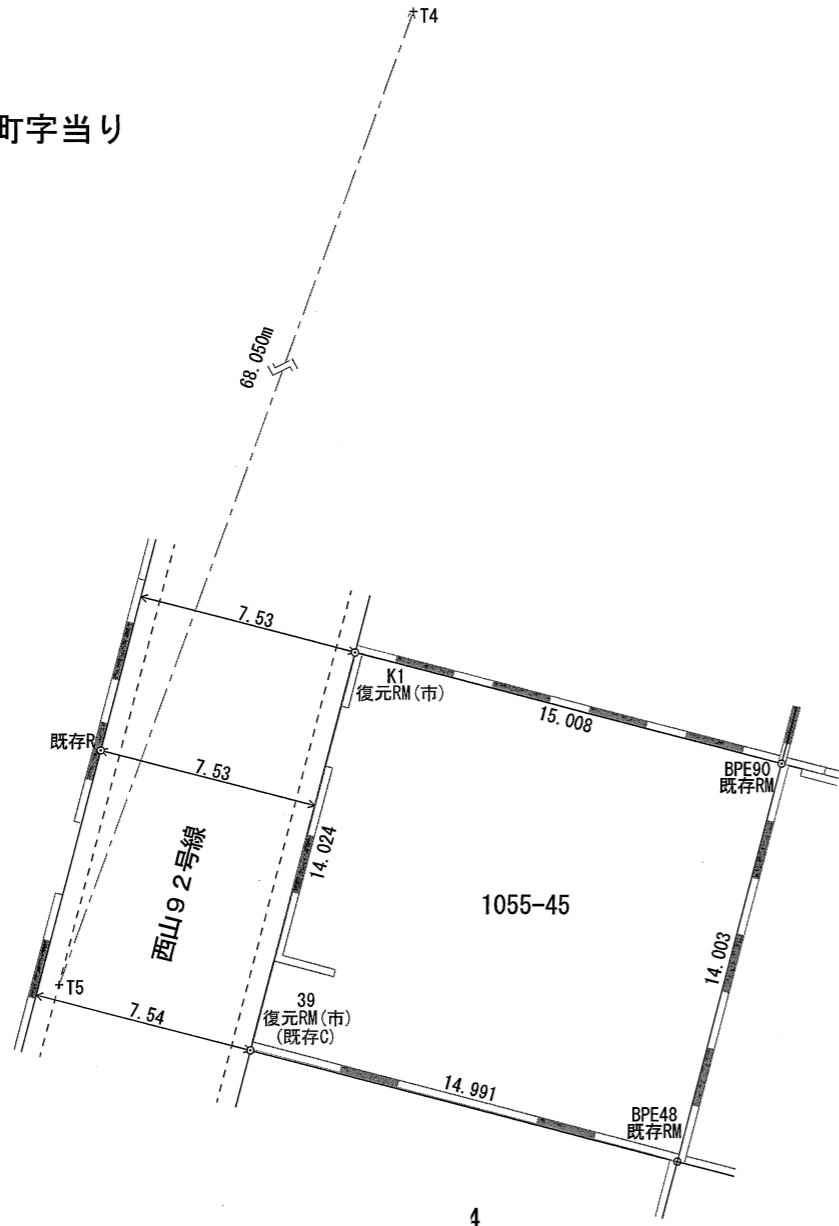 T4
町字当り
68.050m
7.53
K1
復元RM(市)
15.008
既存R
7.53
BPE90
既存RM
14.024
西山92号線
1055-45
14.003
T5
7.54
39
復元RM(市)
(既存C)
14.991
BPE48
既存RM
4